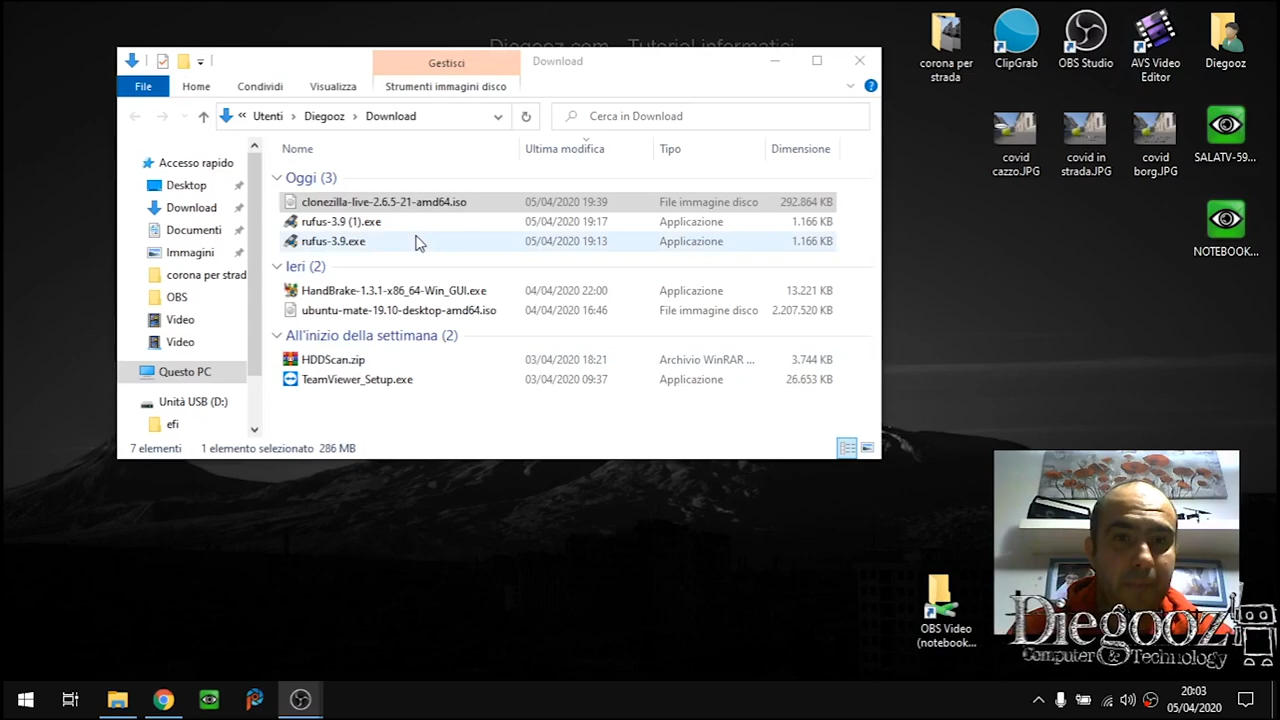 Diegooz.com - Tutorial informatici
Gestisci
Download
File
Home
Condividi
Visualizza
Strumenti immagini disco
« Utenti > Diegooz > Download
Cerca in Download
Nome
Ultima modifica
Tipo
Dimensione
Accesso rapido
Desktop
Download
Documenti
Immagini
corona per strad
OBS
Video
Video
Questo PC
Unità USB (D:)
efi
Oggi (3)
clonezilla-live-2.6.5-21-amd64.iso 05/04/2020 19:39 File immagine disco 292.864 KB
rufus-3.9 (1).exe 05/04/2020 19:17 Applicazione 1.166 KB
rufus-3.9.exe 05/04/2020 19:13 Applicazione 1.166 KB
Ieri (2)
HandBrake-1.3.1-x86_64-Win_GUI.exe 04/04/2020 22:00 Applicazione 13.221 KB
ubuntu-mate-19.10-desktop-amd64.iso 04/04/2020 16:46 File immagine disco 2.207.520 KB
All'inizio della settimana (2)
HDDScan.zip 03/04/2020 18:21 Archivio WinRAR ... 3.744 KB
TeamViewer_Setup.exe 03/04/2020 09:37 Applicazione 26.653 KB
7 elementi 1 elemento selezionato 286 MB
corona per
strada
ClipGrab
OBS Studio
AVS Video
Editor
Diegooz
covid
cazzo.JPG
covid in
strada.JPG
covid
borg.JPG
SALATV-59...
NOTEBOOK...
OBS Video
(notebook...
Diegooz
Computer & Technology
20:03
05/04/2020